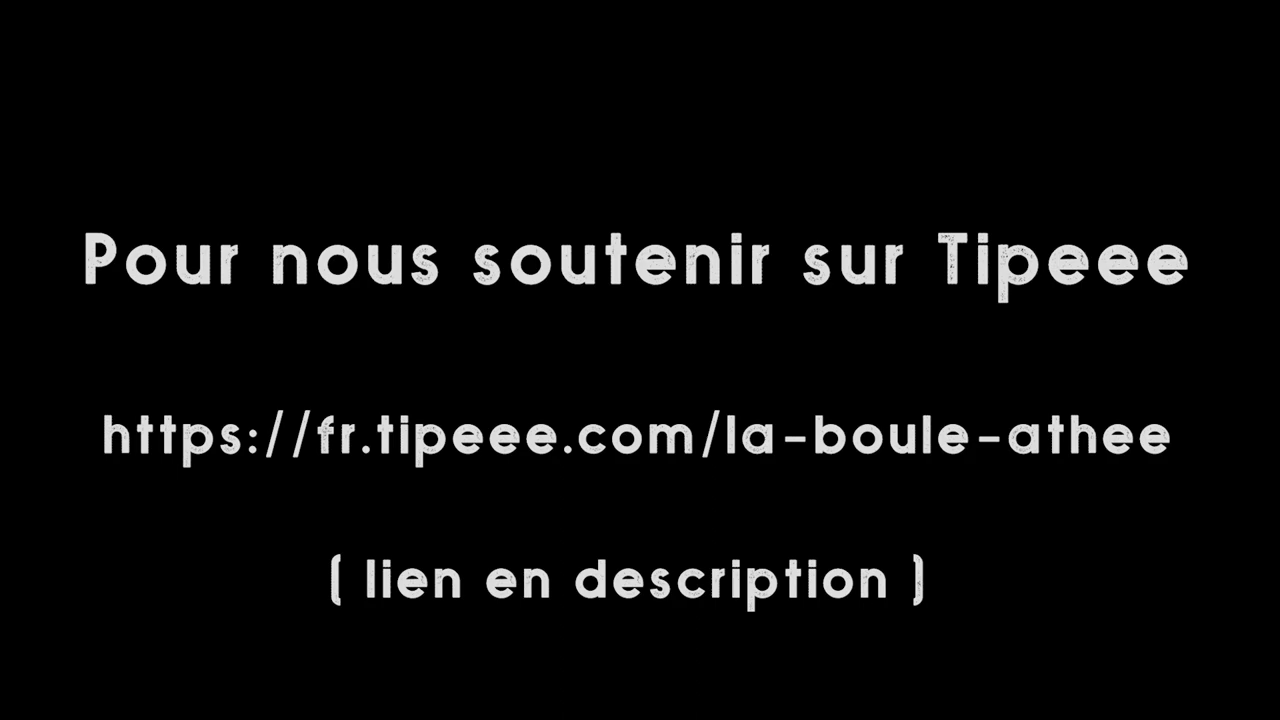 Pour nous soutenir sur Tipeee
https://fr.tipeee.com/la-boule-athee
( lien en description )